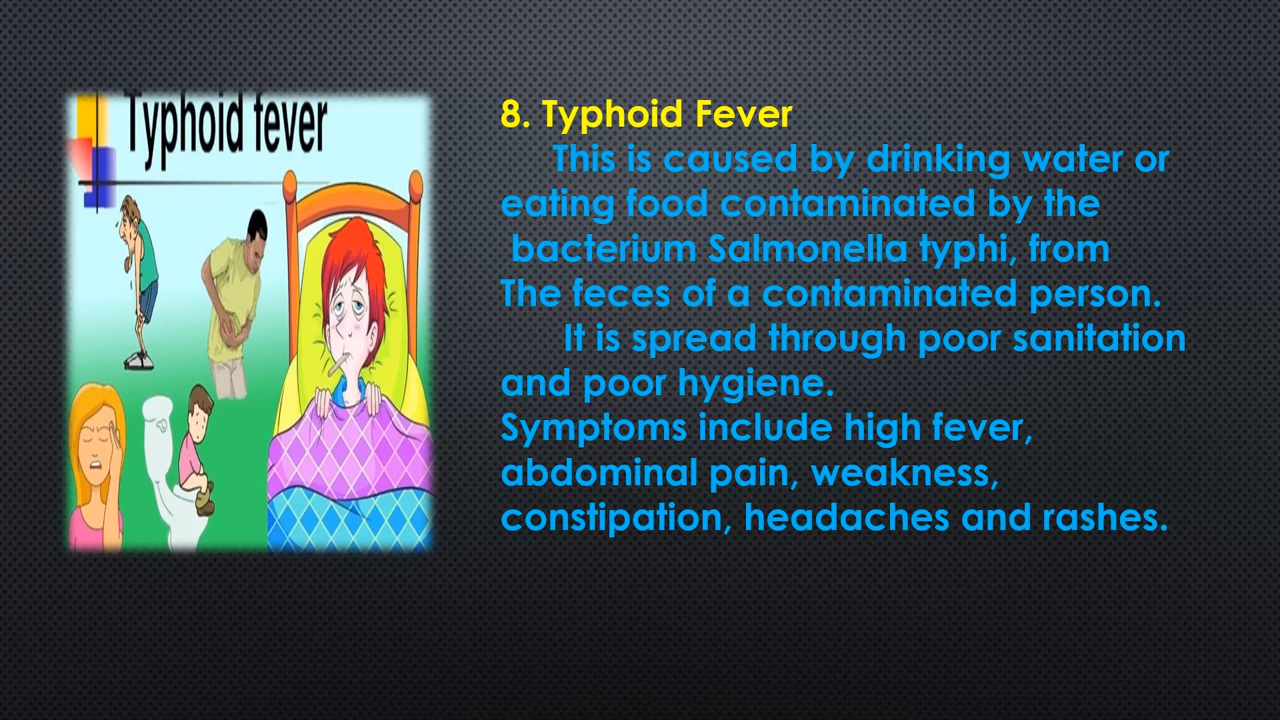 Typhoid fever
8. Typhoid Fever
This is caused by drinking water or
eating food contaminated by the
bacterium Salmonella typhi, from
The feces of a contaminated person.
It is spread through poor sanitation
and poor hygiene.
Symptoms include high fever,
abdominal pain, weakness,
constipation, headaches and rashes.